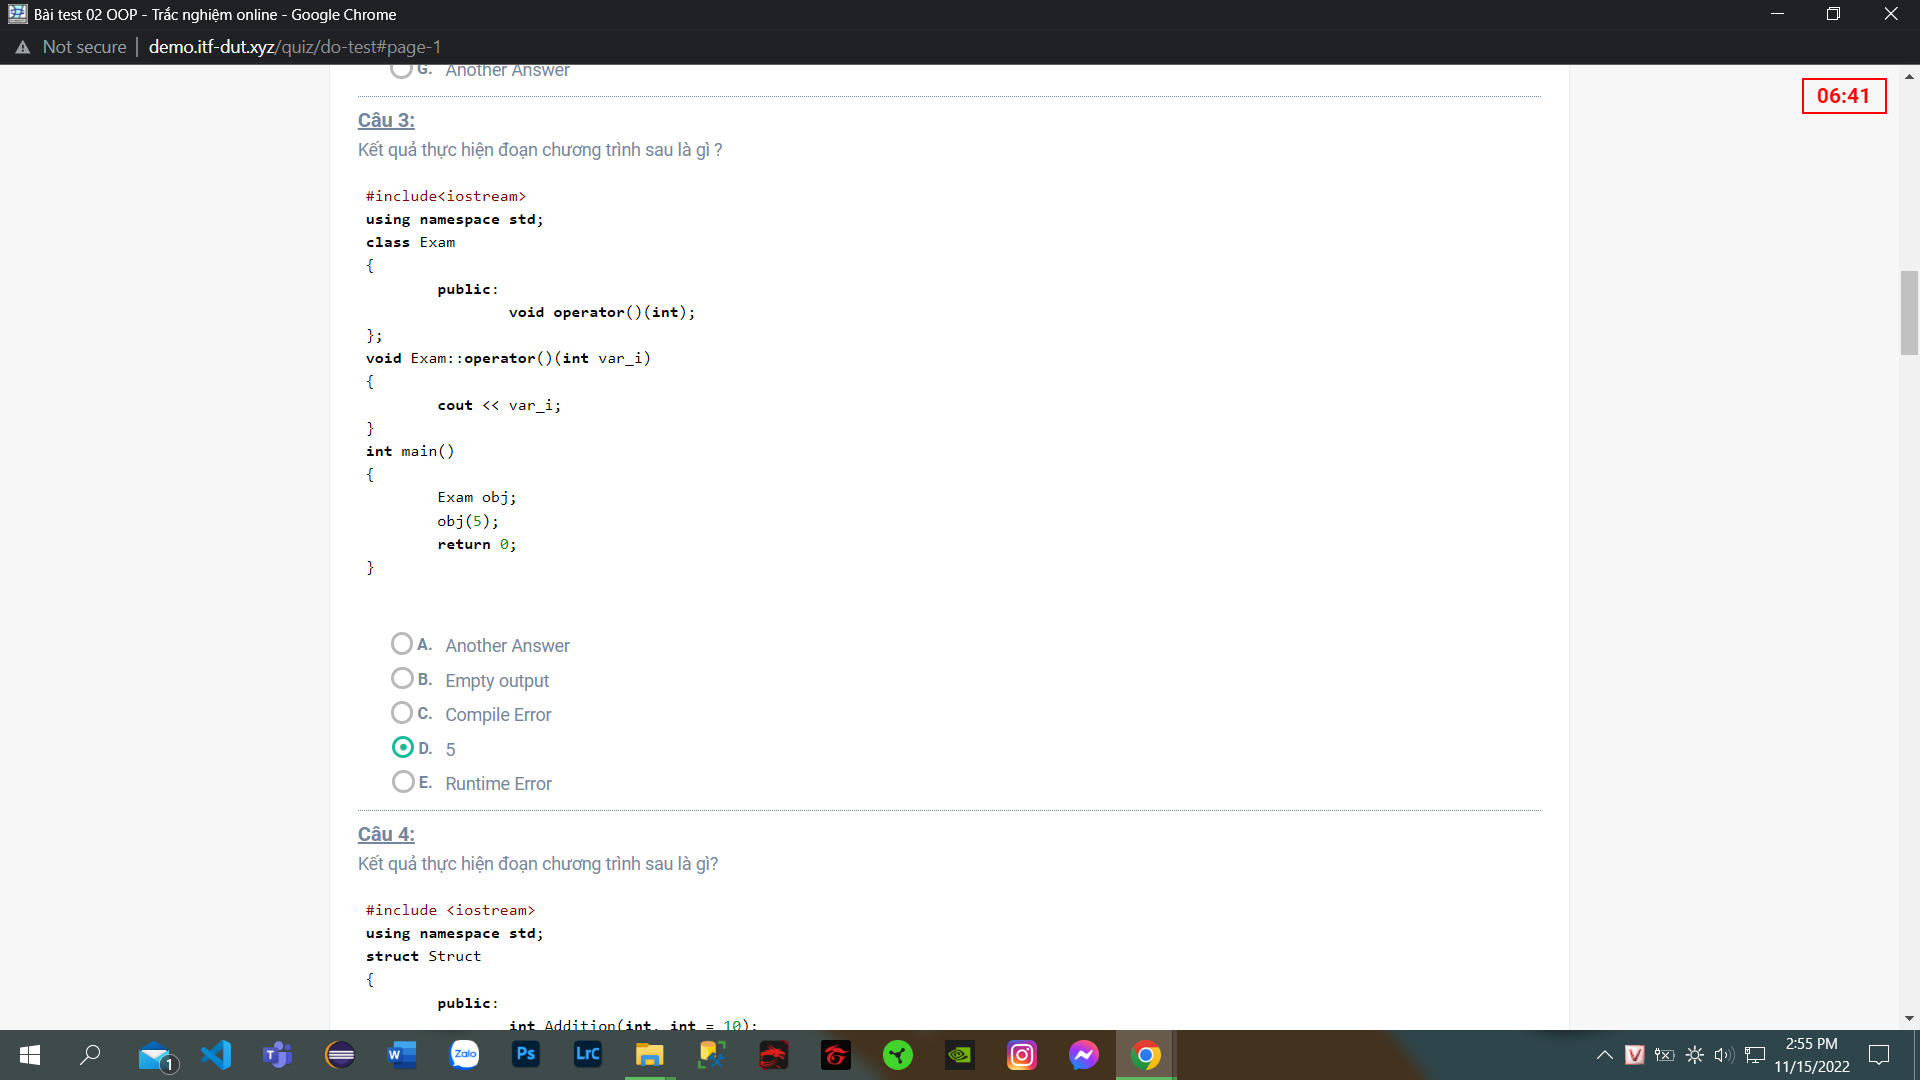 Bài test 02 OOP - Trắc nghiệm online - Google Chrome
Not secure | demo.itf-dut.xyz/quiz/do-test#page-1
G. Another Answer
06:41
Câu 3:
Kết quả thực hiện đoạn chương trình sau là gì ?
#include<iostream>
using namespace std;
class Exam
{
public:
void operator()(int);
};
void Exam::operator()(int var_i)
{
cout << var_i;
}
int main()
{
Exam obj;
obj(5);
return 0;
}
A. Another Answer
B. Empty output
C. Compile Error
D. 5
E. Runtime Error
Câu 4:
Kết quả thực hiện đoạn chương trình sau là gì?
#include <iostream>
using namespace std;
struct Struct
{
public:
int Addition(int, int = 10);
1
T
W
Zalo
Ps
LrC
V
2:55 PM
11/15/2022